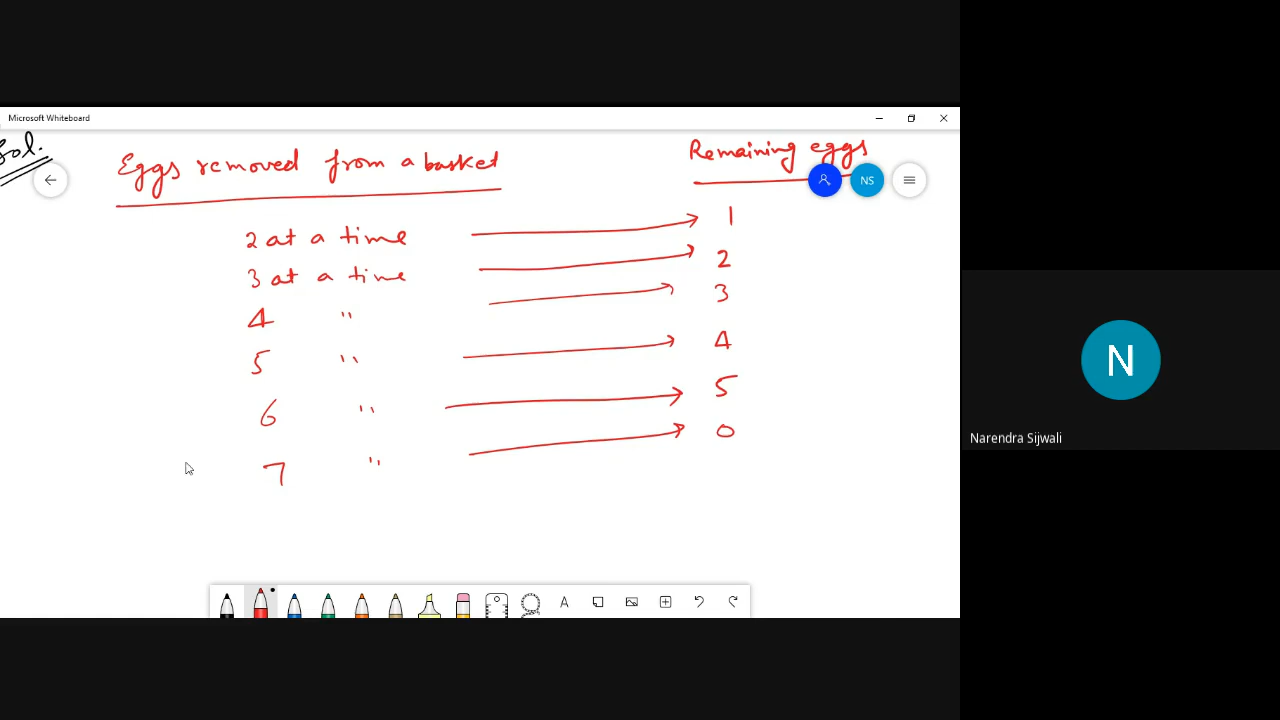 Microsoft Whiteboard
Sol.
Eggs removed from a basket
Remaining eggs
NS
2 at a time → 1
3 at a time → 2
4 " → 3
5 " → 4
6 " → 5
7 " → 0
N
Narendra Sijwali
A